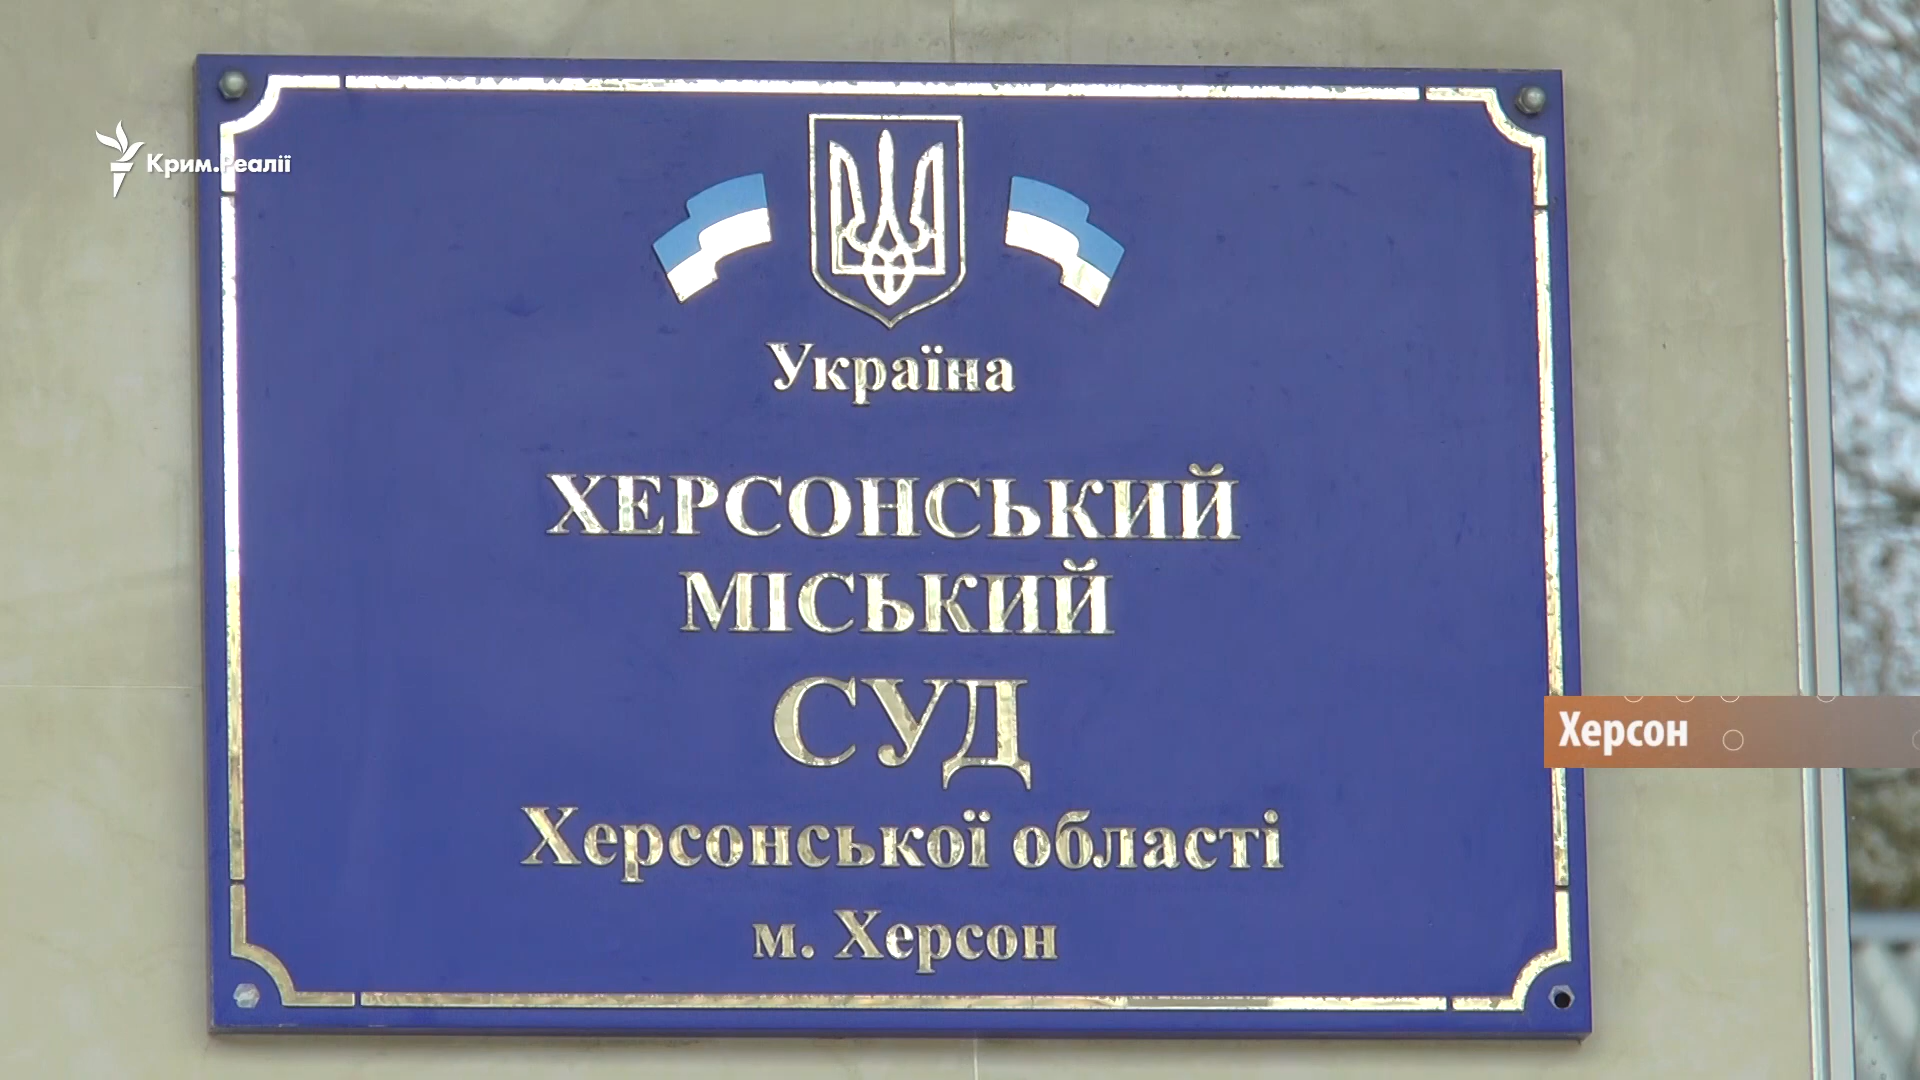 Крим.Реалії
Україна
ХЕРСОНСЬКИЙ
МІСЬКИЙ
СУД
Херсон
Херсонської області
м. Херсон